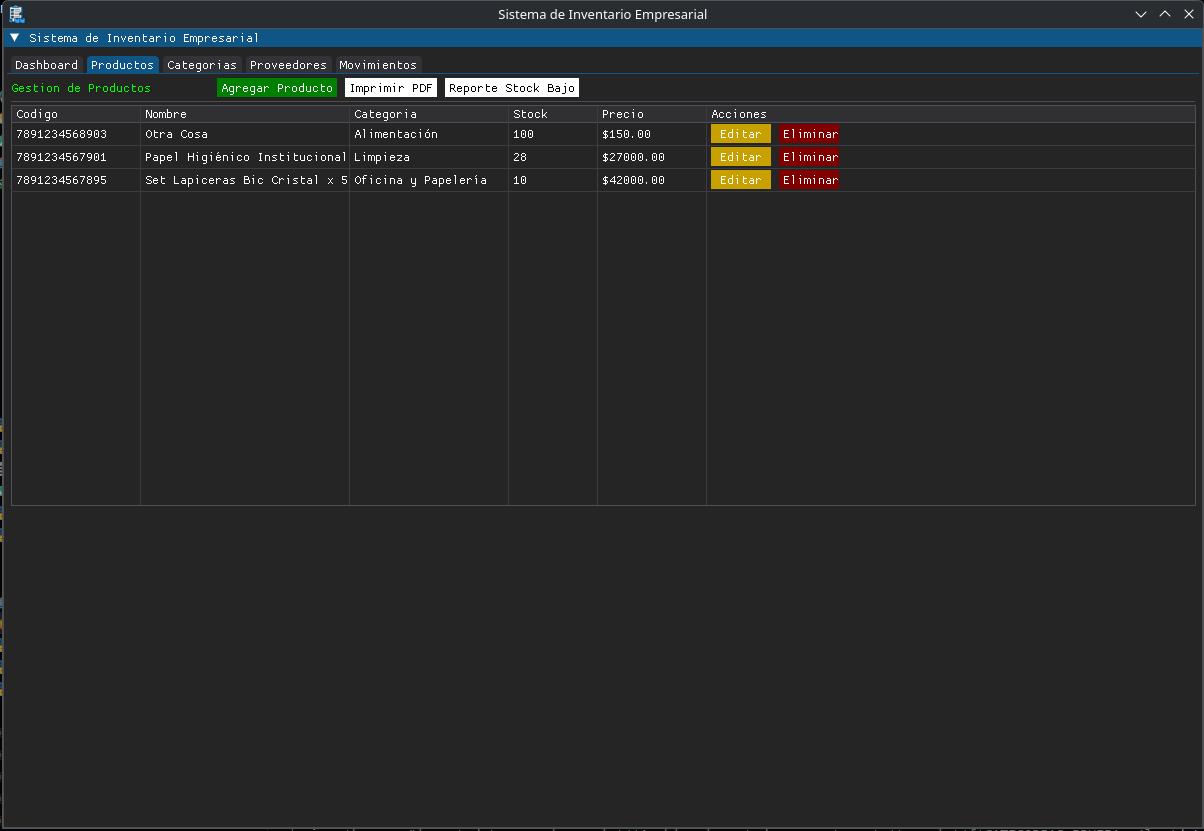 Sistema de Inventario Empresarial
Sistema de Inventario Empresarial
Dashboard Productos Categorias Proveedores Movimientos
Gestion de Productos Agregar Producto Imprimir PDF Reporte Stock Bajo
Codigo Nombre Categoria Stock Precio Acciones
7891234568903 Otra Cosa Alimentación 100 $150.00 Editar Eliminar
7891234567901 Papel Higiénico Institucional Limpieza 28 $27000.00 Editar Eliminar
7891234567895 Set Lapiceras Bic Cristal x 5 Oficina y Papelería 10 $42000.00 Editar Eliminar